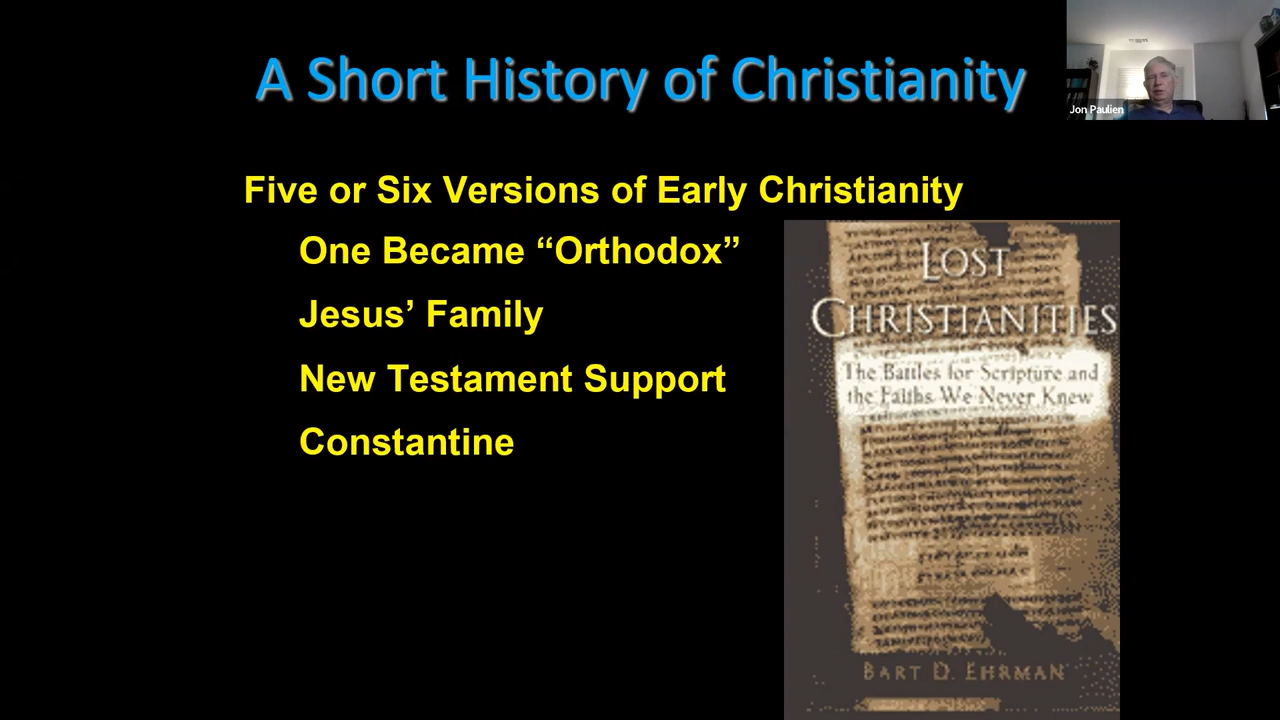 A Short History of Christianity
Jon Paulien
Five or Six Versions of Early Christianity
One Became “Orthodox”
Jesus’ Family
New Testament Support
Constantine
LOST
CHRISTIANITIES
The Battles for Scripture and
the Faiths We Never Knew
BART D. EHRMAN